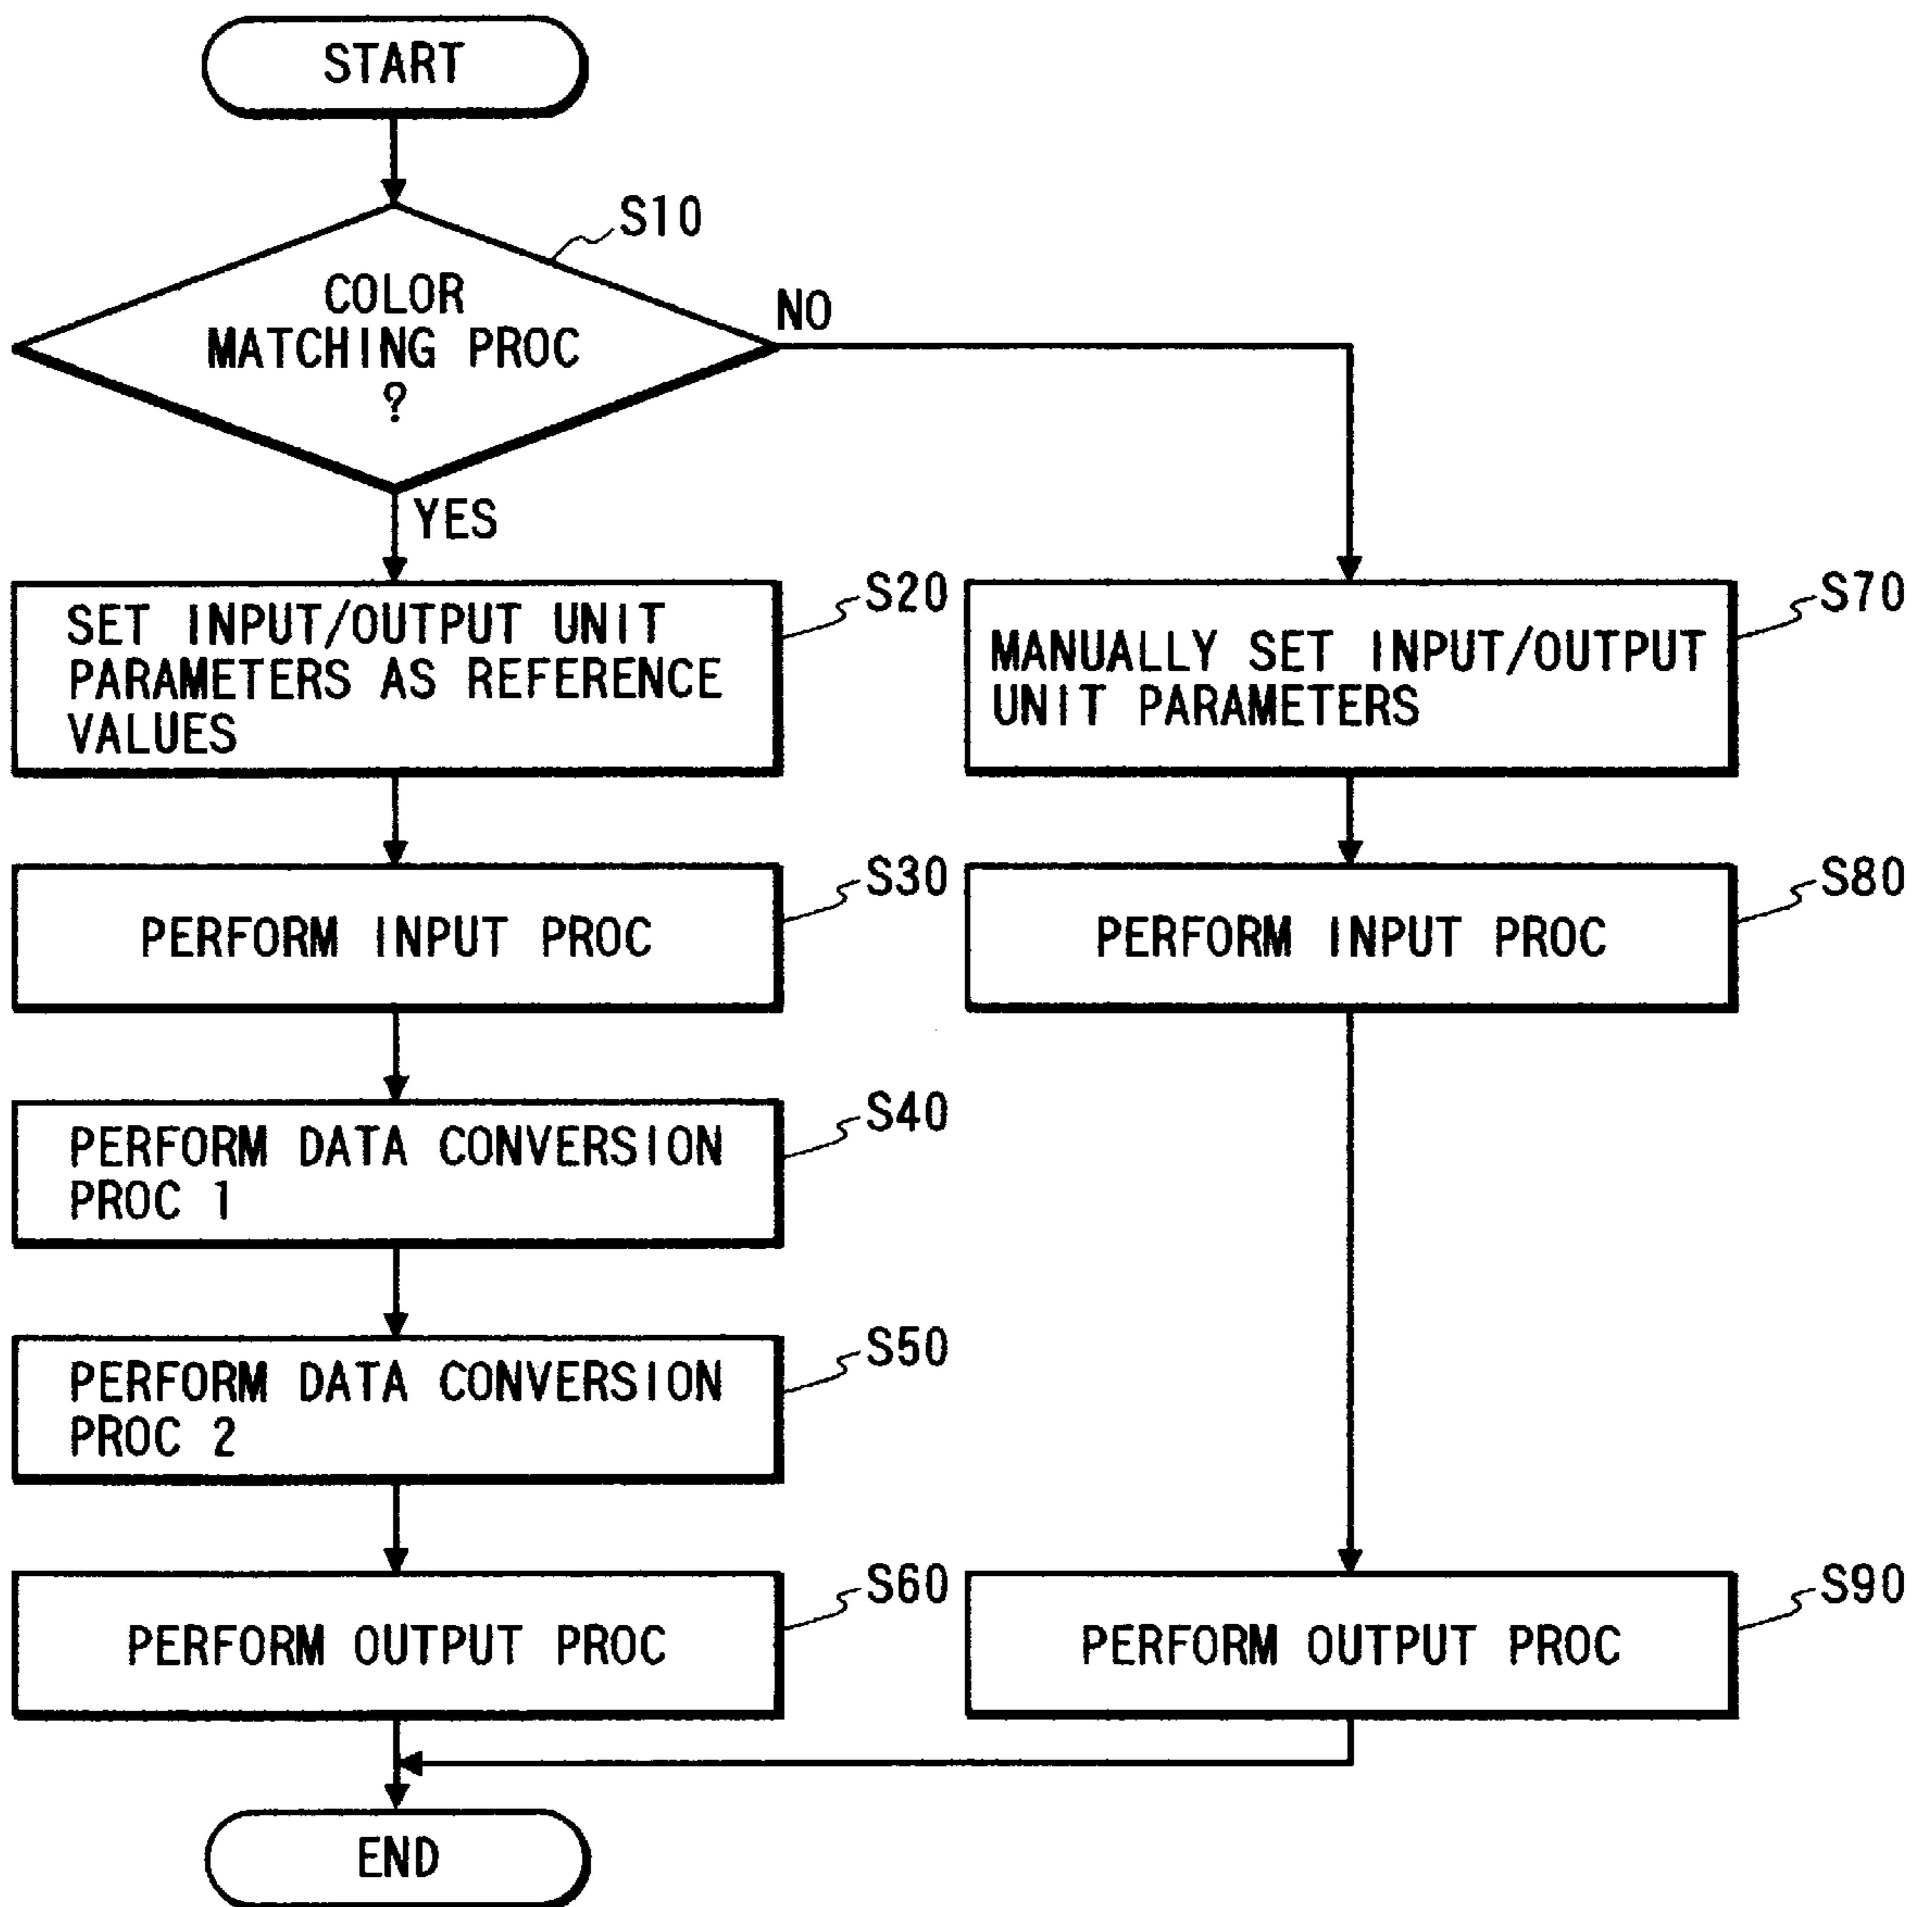 START
S10
COLOR
MATCHING PROC
?
NO
YES
S20
SET INPUT/OUTPUT UNIT
PARAMETERS AS REFERENCE
VALUES
S70
MANUALLY SET INPUT/OUTPUT
UNIT PARAMETERS
S30
PERFORM INPUT PROC
S80
PERFORM INPUT PROC
S40
PERFORM DATA CONVERSION
PROC 1
S50
PERFORM DATA CONVERSION
PROC 2
S60
PERFORM OUTPUT PROC
S90
PERFORM OUTPUT PROC
END